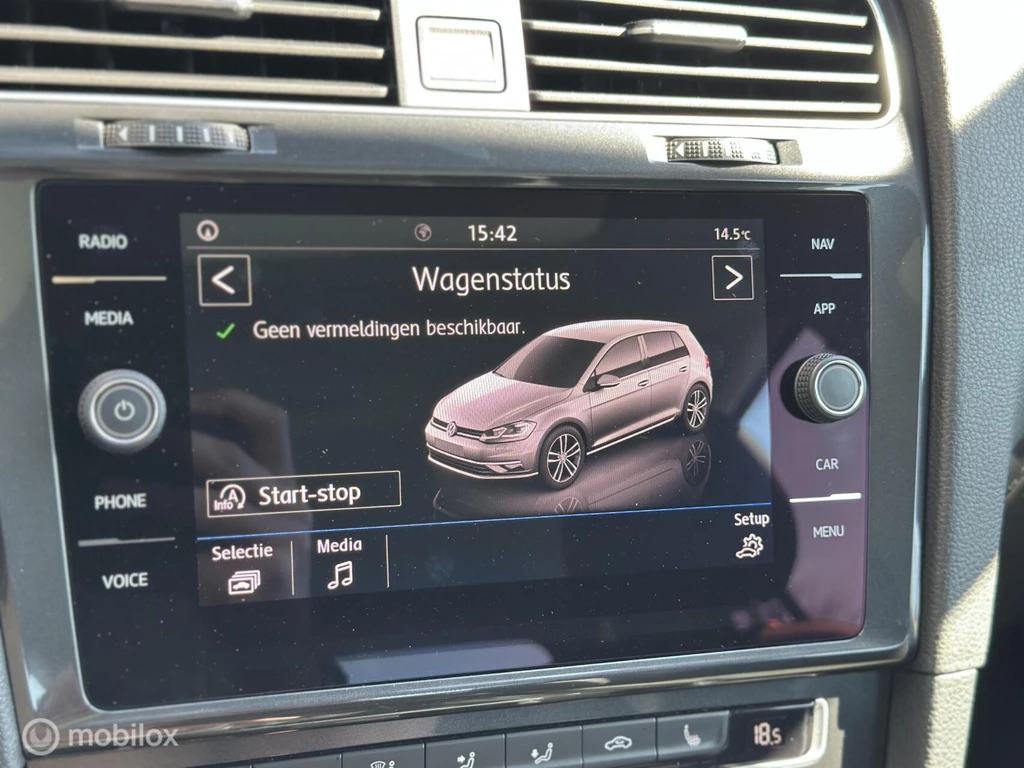 15:42
14.5°C
Wagenstatus
Geen vermeldingen beschikbaar.
A
Info
Start-stop
Selectie
Media
Setup
RADIO
MEDIA
PHONE
VOICE
NAV
APP
CAR
MENU
18.5
mobilox